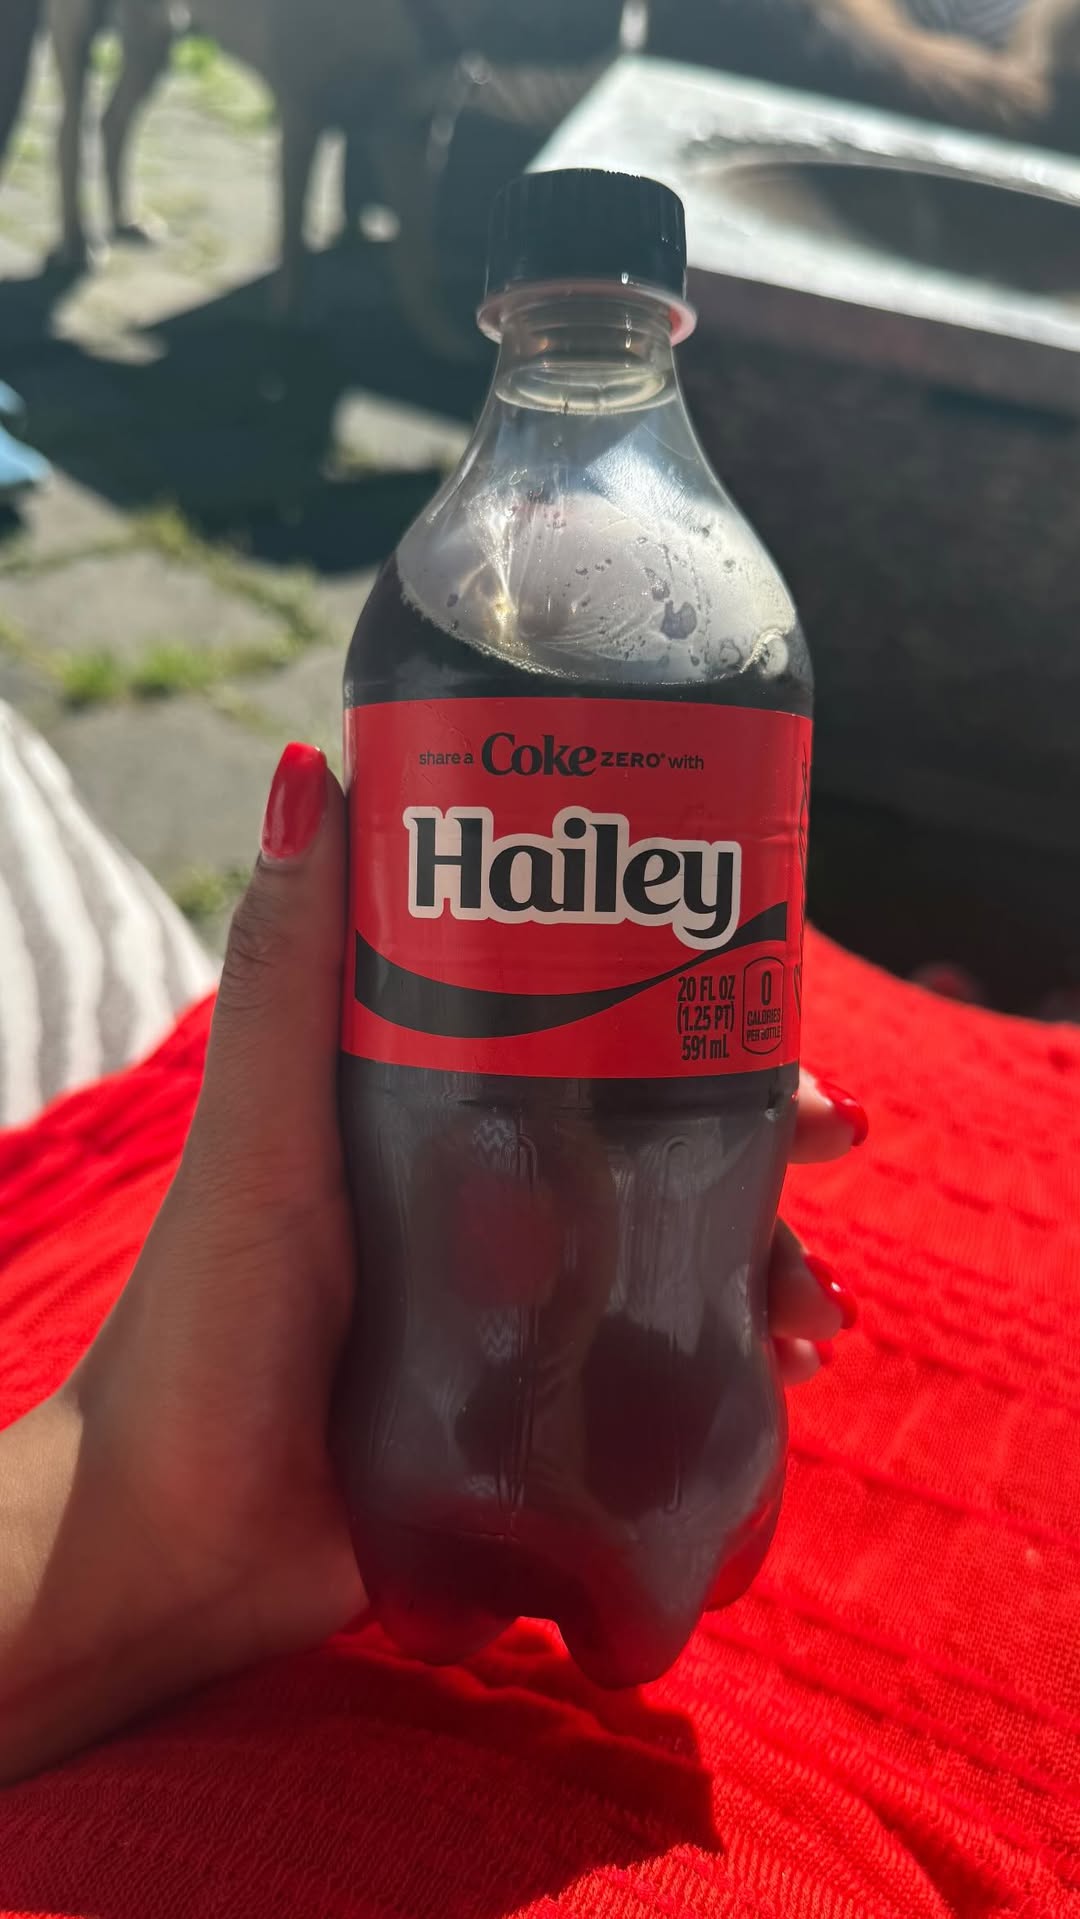 share a Coke ZERO® with
Hailey
20 FL OZ
(1.25 PT)
591 mL
0
CALORIES
PER BOTTLE